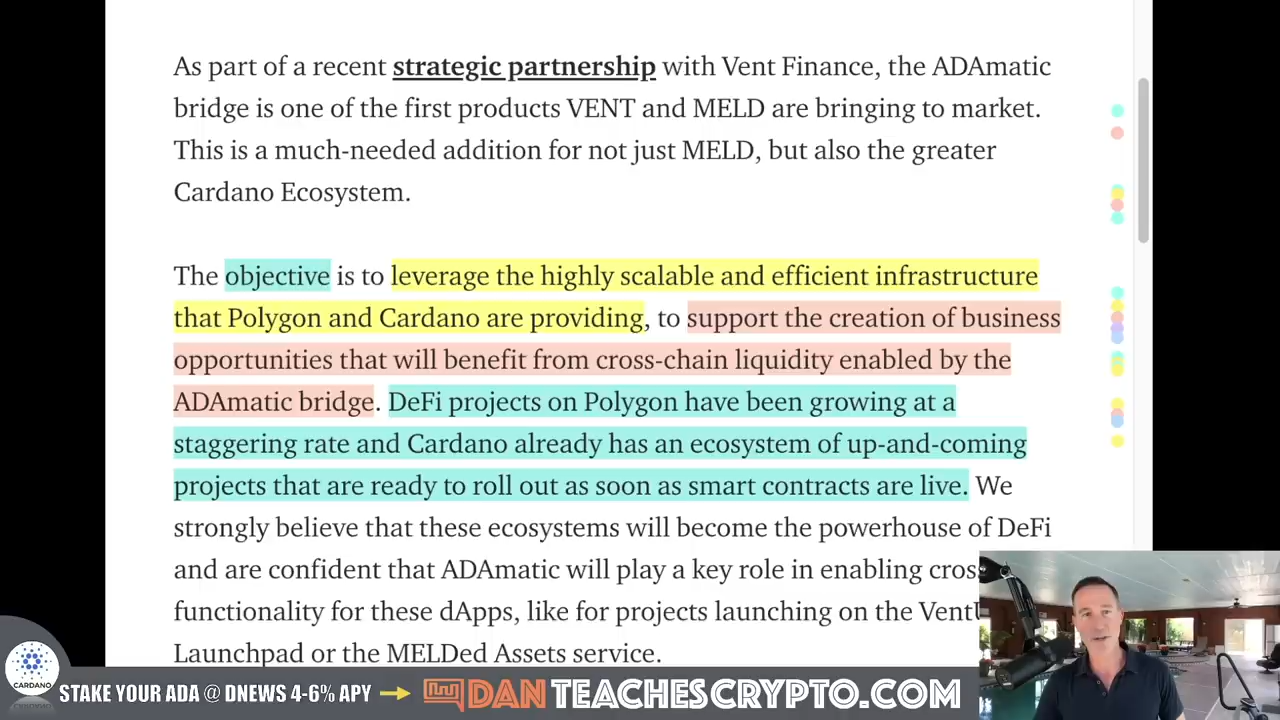 As part of a recent strategic partnership with Vent Finance, the ADAmatic
bridge is one of the first products VENT and MELD are bringing to market.
This is a much-needed addition for not just MELD, but also the greater
Cardano Ecosystem.
The objective is to leverage the highly scalable and efficient infrastructure
that Polygon and Cardano are providing, to support the creation of business
opportunities that will benefit from cross-chain liquidity enabled by the
ADAmatic bridge. DeFi projects on Polygon have been growing at a
staggering rate and Cardano already has an ecosystem of up-and-coming
projects that are ready to roll out as soon as smart contracts are live. We
strongly believe that these ecosystems will become the powerhouse of DeFi
and are confident that ADAmatic will play a key role in enabling cros
functionality for these dApps, like for projects launching on the Vent
Launchpad or the MELDed Assets service.
CARDANO
STAKE YOUR ADA @ DNEWS 4-6% APY
DAN TEACHESCRYPTO.COM